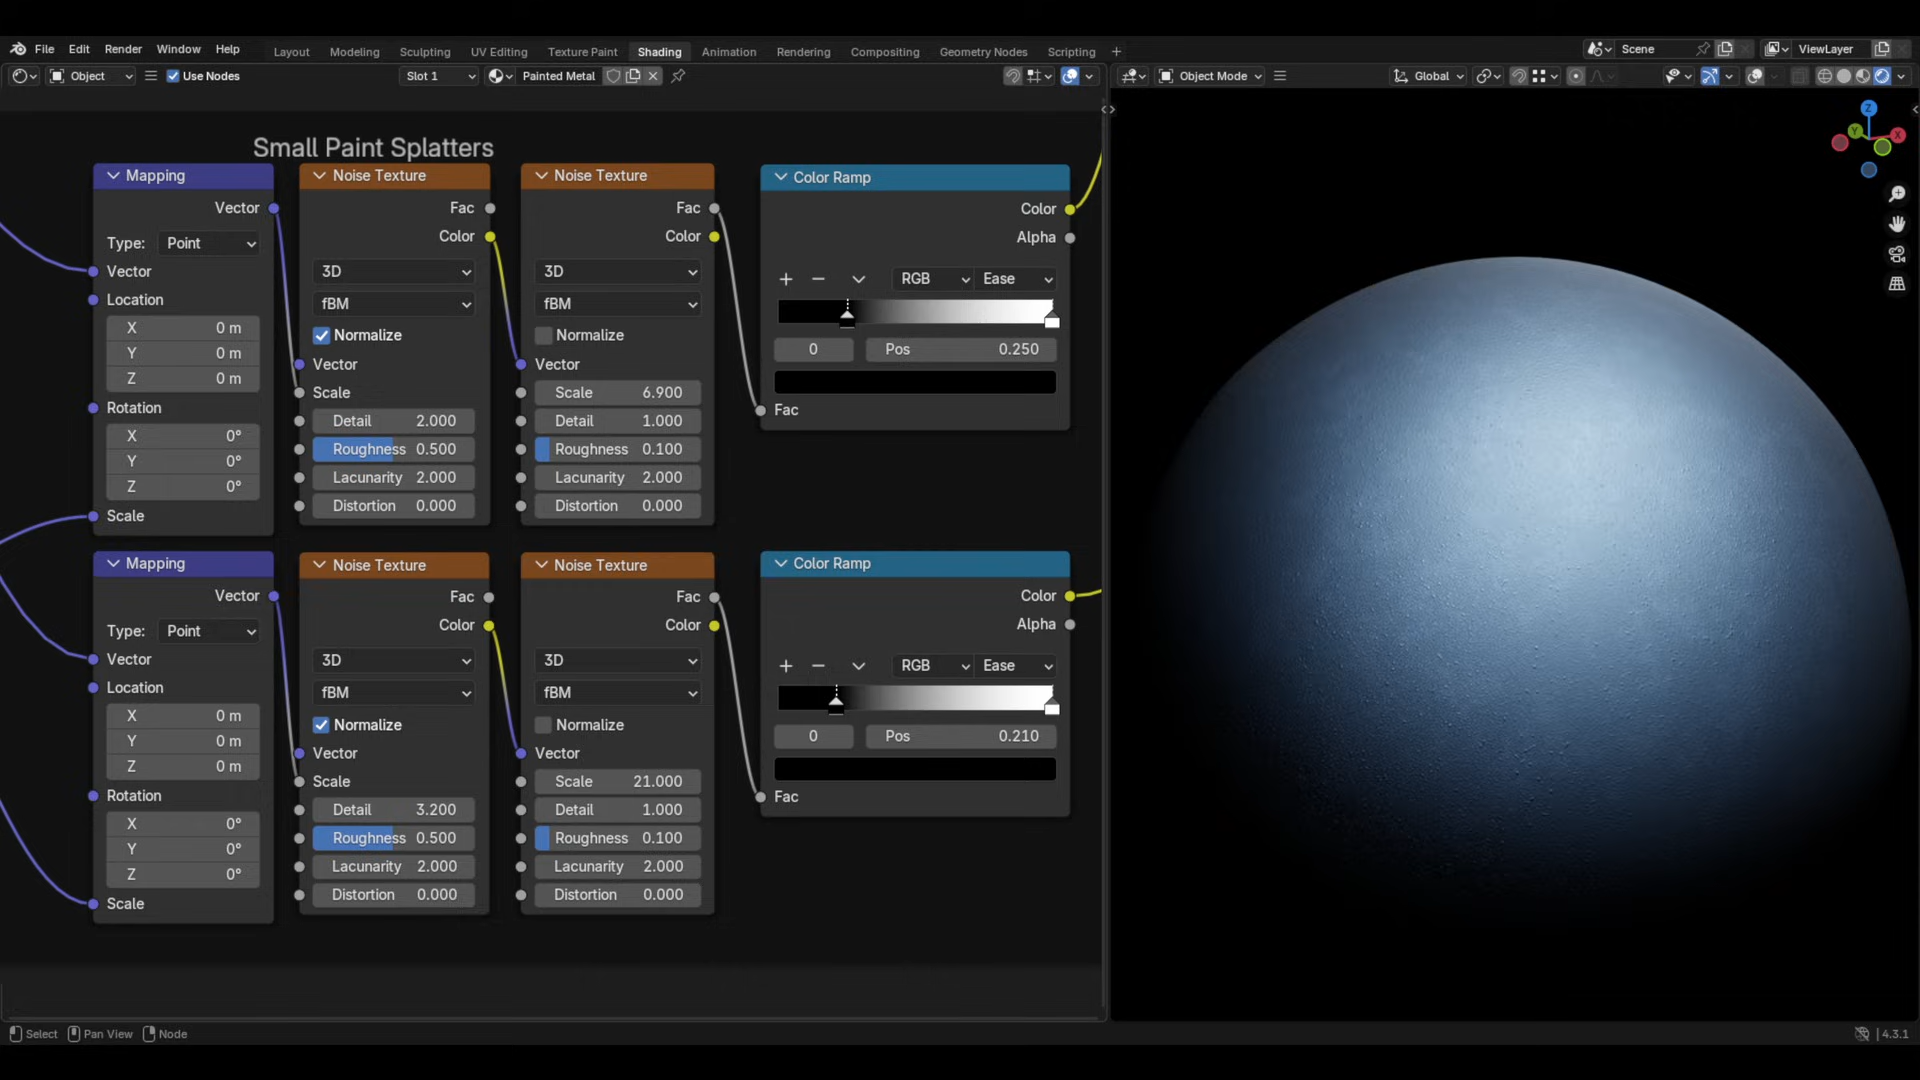 File Edit Render Window Help Layout Modeling Sculpting UV Editing Texture Paint Shading Animation Rendering Compositing Geometry Nodes Scripting + Scene ViewLayer
Object Use Nodes Slot 1 Painted Metal Object Mode Global
Small Paint Splatters
Mapping
Vector
Type: Point
Vector
Location
X 0 m
Y 0 m
Z 0 m
Rotation
X 0°
Y 0°
Z 0°
Scale
Noise Texture
Fac
Color
3D
fBM
Normalize
Vector
Scale
Detail 2.000
Roughness 0.500
Lacunarity 2.000
Distortion 0.000
Noise Texture
Fac
Color
3D
fBM
Normalize
Vector
Scale 6.900
Detail 1.000
Roughness 0.100
Lacunarity 2.000
Distortion 0.000
Color Ramp
Color
Alpha
+ − RGB Ease
0 Pos 0.250
Fac
Mapping
Vector
Type: Point
Vector
Location
X 0 m
Y 0 m
Z 0 m
Rotation
X 0°
Y 0°
Z 0°
Scale
Noise Texture
Fac
Color
3D
fBM
Normalize
Vector
Scale
Detail 3.200
Roughness 0.500
Lacunarity 2.000
Distortion 0.000
Noise Texture
Fac
Color
3D
fBM
Normalize
Vector
Scale 21.000
Detail 1.000
Roughness 0.100
Lacunarity 2.000
Distortion 0.000
Color Ramp
Color
Alpha
+ − RGB Ease
0 Pos 0.210
Fac
Z
Y X
Select Pan View Node 4.3.1